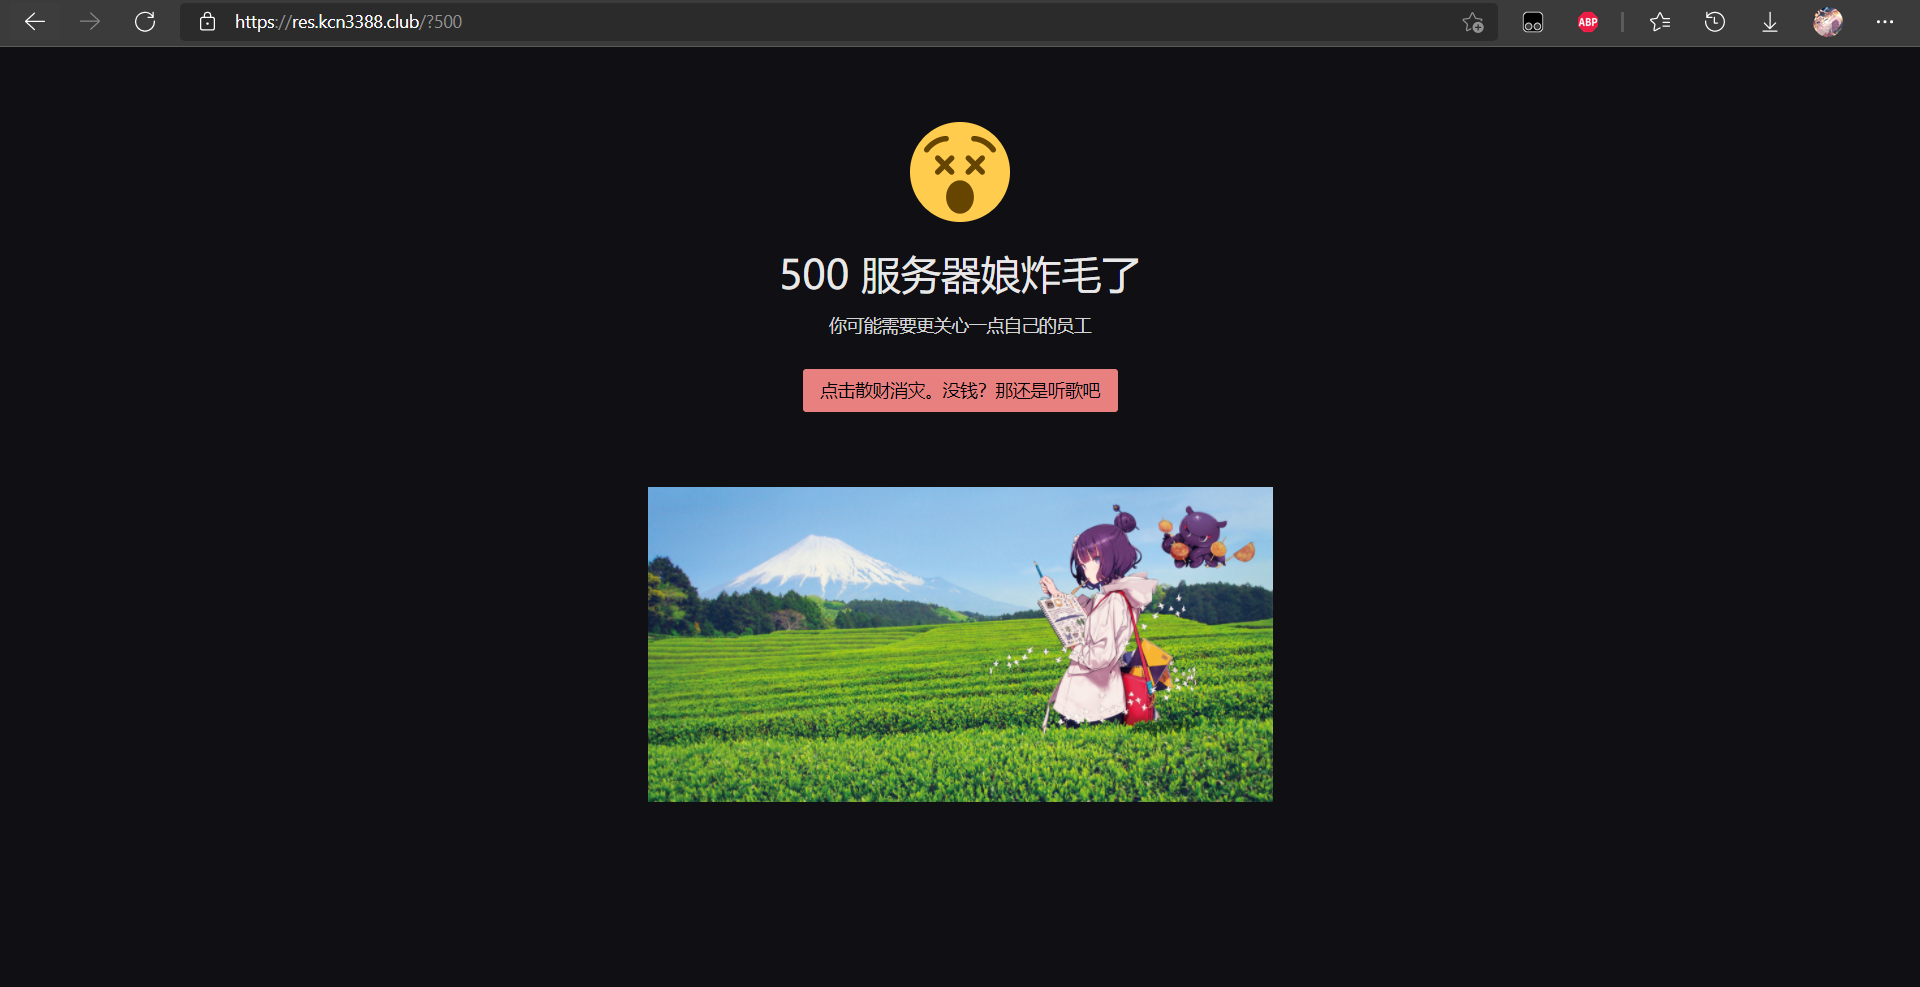 https://res.kcn3388.club/?500
ABP
500 服务器娘炸毛了
你可能需要更关心一点自己的员工
点击散财消灾。没钱？那还是听歌吧